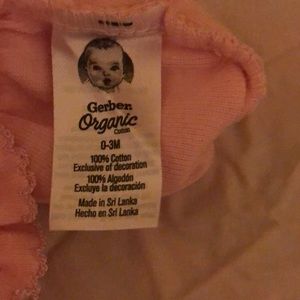 Gerber
Organic
Cotton
0-3M
100% Cotton
Exclusive of decoration
100% Algodón
Excluye la decoración
Made in Sri Lanka
Hecho en Sri Lanka